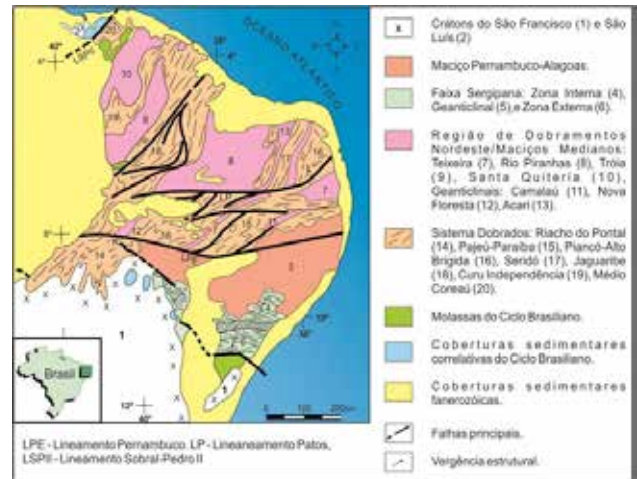 OCEANO ATLÂNTICO
LSPII
10
8
LPE
1
Brasil
LPE - Lineamento Pernambuco LP - Lineaneamento Patos,
LSPII - Lineamento Sobral-Pedro II
x
Crátons do São Francisco (1) e São
Luís (2)
Maciço Pernambuco-Alagoas.
Faixa Sergipana: Zona Interna (4),
Geanticlinal (5), e Zona Externa (6).
Região de Dobramentos
Nordeste/Maciços Medianos:
Teixeira (7), Rio Piranhas (8), Tróia
(9), Santa Quitéria (10),
Geanticlinais: Camalaú (11), Nova
Floresta (12), Acari (13).
Sistema Dobrados: Riacho do Pontal
(14), Pajeú-Paraíba (15), Piancó-Alto
Brígida (16), Seridó (17), Jaguaribe
(18), Curu Independência (19), Médio
Coreaú (20).
Molassas do Ciclo Brasiliano.
Coberturas sedimentares
correlativas do Ciclo Brasiliano.
Coberturas sedimentares
fanerozóicas.
Falhas principais.
Vergência estrutural.